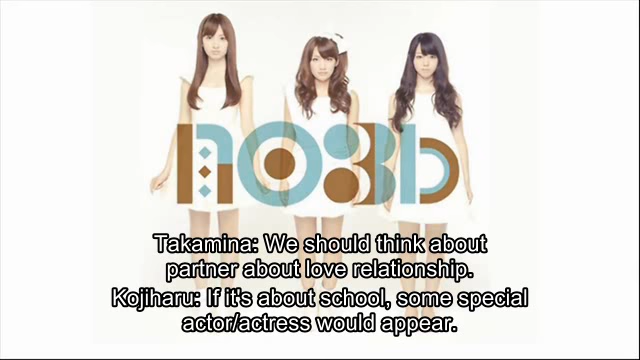 no3b
Takamina: We should think about
partner about love relationship.
Kojiharu: If it's about school, some special
actor/actress would appear.